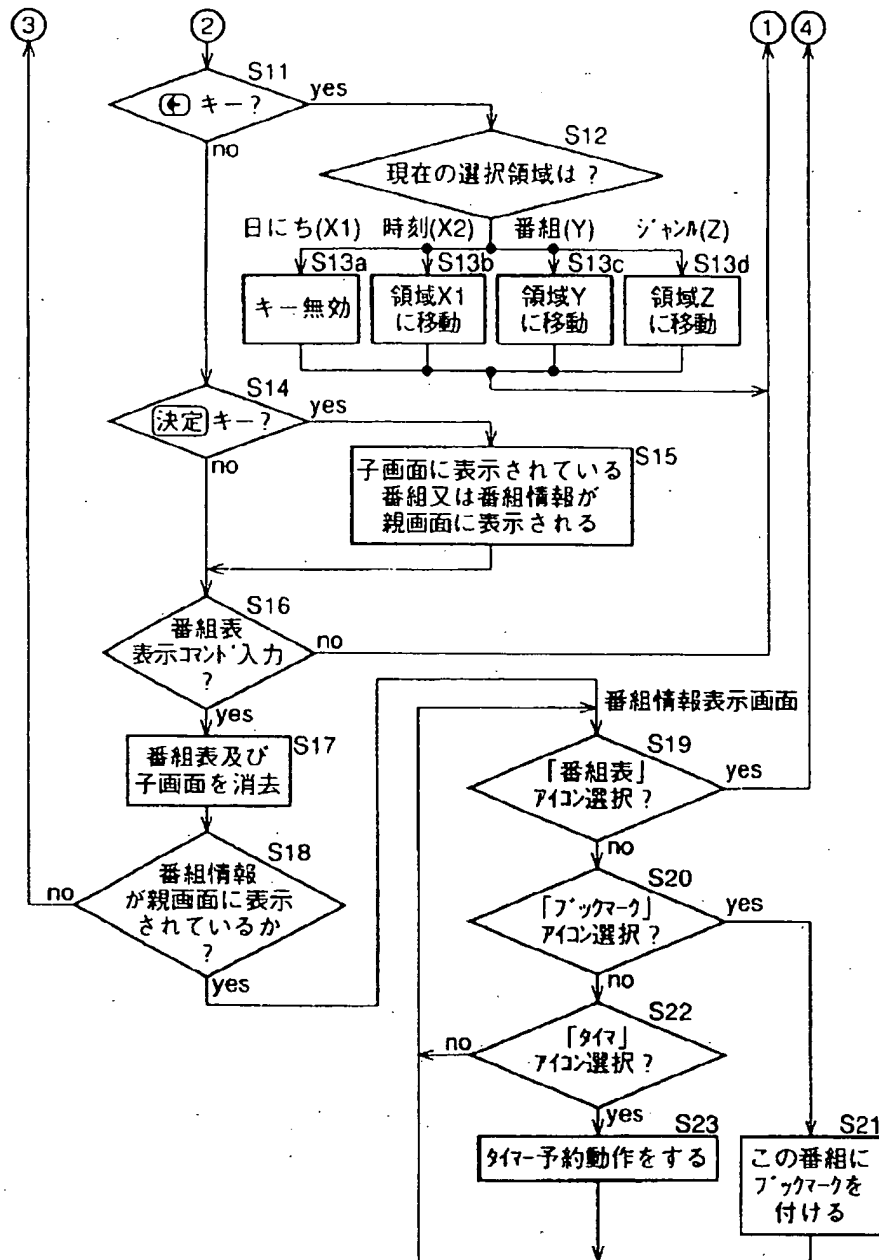 ③
②
①
④
S11
← キー?
yes
no
S12
現在の選択領域は?
日にち(X1)
時刻(X2)
番組(Y)
ジャンル(Z)
S13a
キー無効
S13b
領域X1
に移動
S13c
領域Y
に移動
S13d
領域Z
に移動
S14
決定キー?
yes
no
S15
子画面に表示されている
番組又は番組情報が
親画面に表示される
S16
番組表
表示コマンド入力
?
no
yes
S17
番組表及び
子画面を消去
S18
番組情報
が親画面に表示
されているか
?
no
yes
番組情報表示画面
S19
「番組表」
アイコン選択?
yes
no
S20
「ブックマーク」
アイコン選択?
yes
no
S22
「タイマ」
アイコン選択?
no
yes
S23
タイマー予約動作をする
S21
この番組に
ブックマークを
付ける